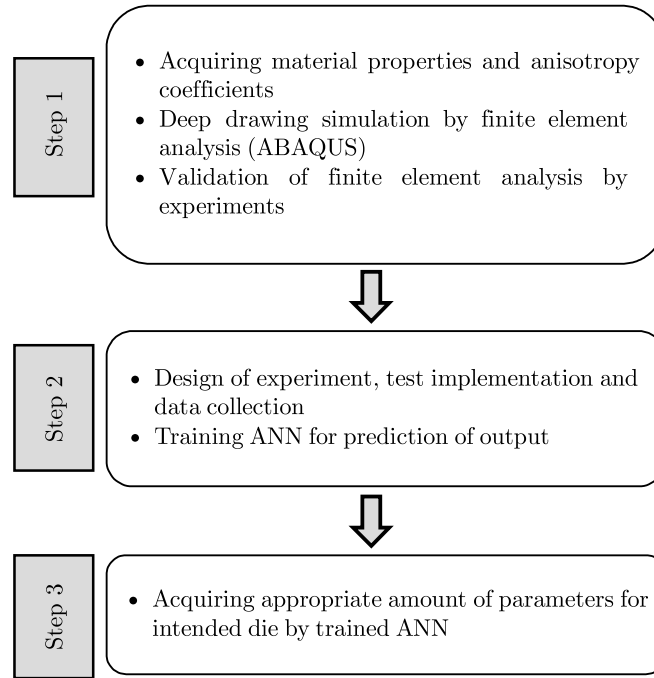 Step 1
• Acquiring material properties and anisotropy
coefficients
• Deep drawing simulation by finite element
analysis (ABAQUS)
• Validation of finite element analysis by
experiments
Step 2
• Design of experiment, test implementation and
data collection
• Training ANN for prediction of output
Step 3
• Acquiring appropriate amount of parameters for
intended die by trained ANN